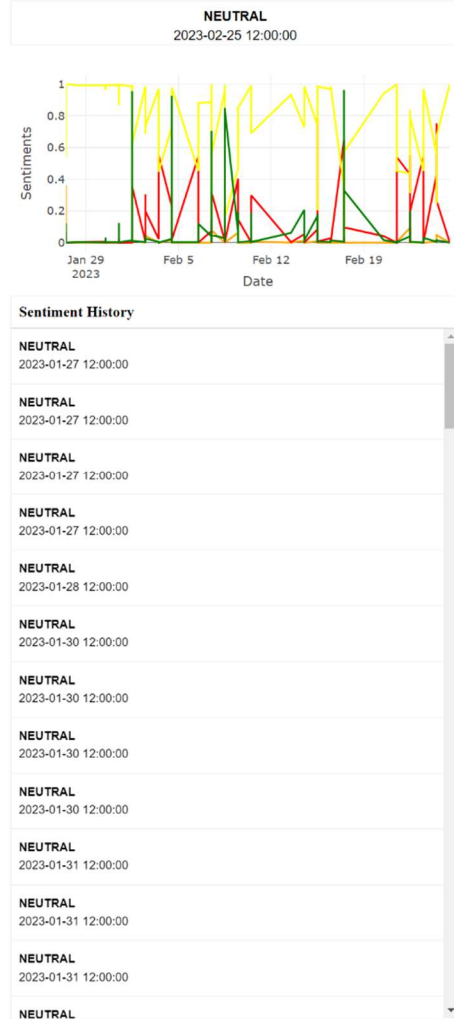 NEUTRAL
2023-02-25 12:00:00
1
0.8
0.6
0.4
0.2
0
Sentiments
Jan 29
2023
Feb 5
Feb 12
Feb 19
Date
Sentiment History
NEUTRAL
2023-01-27 12:00:00
NEUTRAL
2023-01-27 12:00:00
NEUTRAL
2023-01-27 12:00:00
NEUTRAL
2023-01-27 12:00:00
NEUTRAL
2023-01-28 12:00:00
NEUTRAL
2023-01-30 12:00:00
NEUTRAL
2023-01-30 12:00:00
NEUTRAL
2023-01-30 12:00:00
NEUTRAL
2023-01-30 12:00:00
NEUTRAL
2023-01-31 12:00:00
NEUTRAL
2023-01-31 12:00:00
NEUTRAL
2023-01-31 12:00:00
NEUTRAL